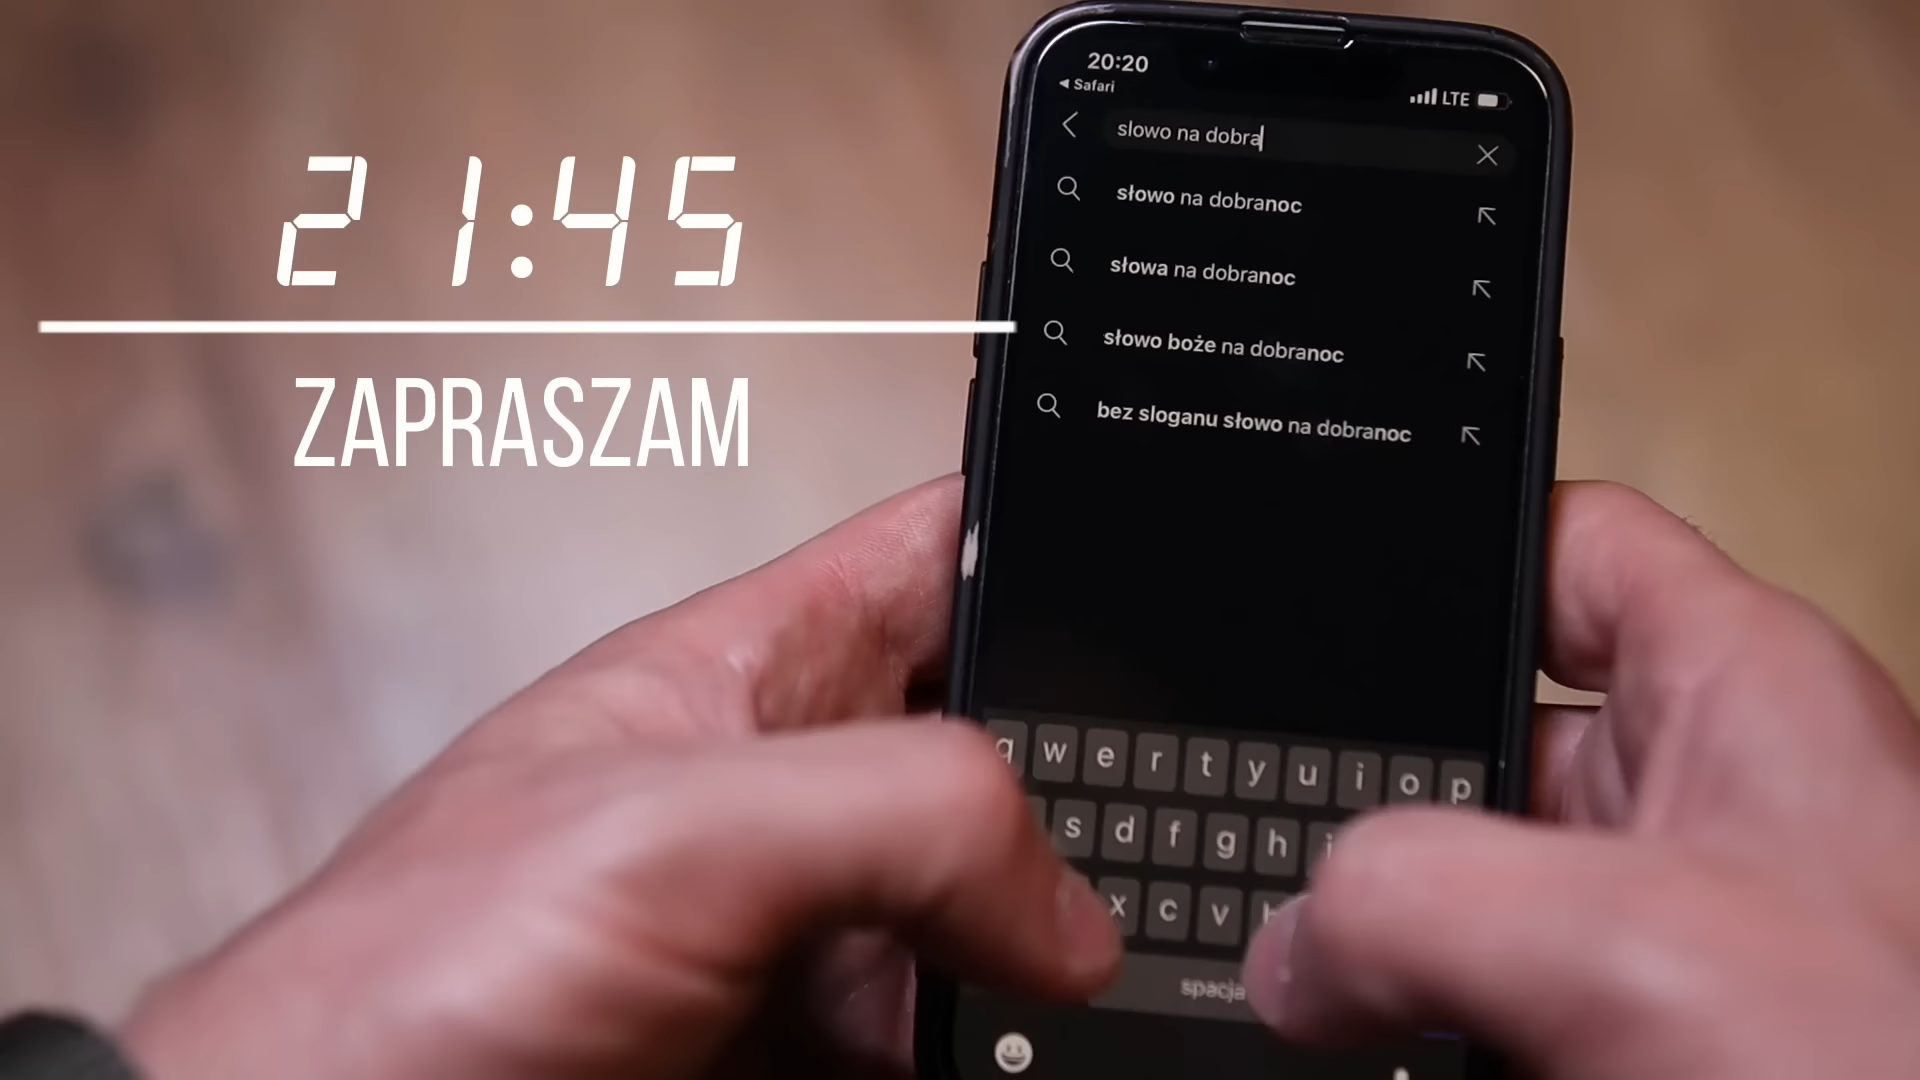 21:45
ZAPRASZAM
20:20
Safari
LTE
slowo na dobra
słowo na dobranoc
słowa na dobranoc
słowo boże na dobranoc
bez sloganu słowo na dobranoc
q w e r t y u i o p
s d f g h
x c v
spacja